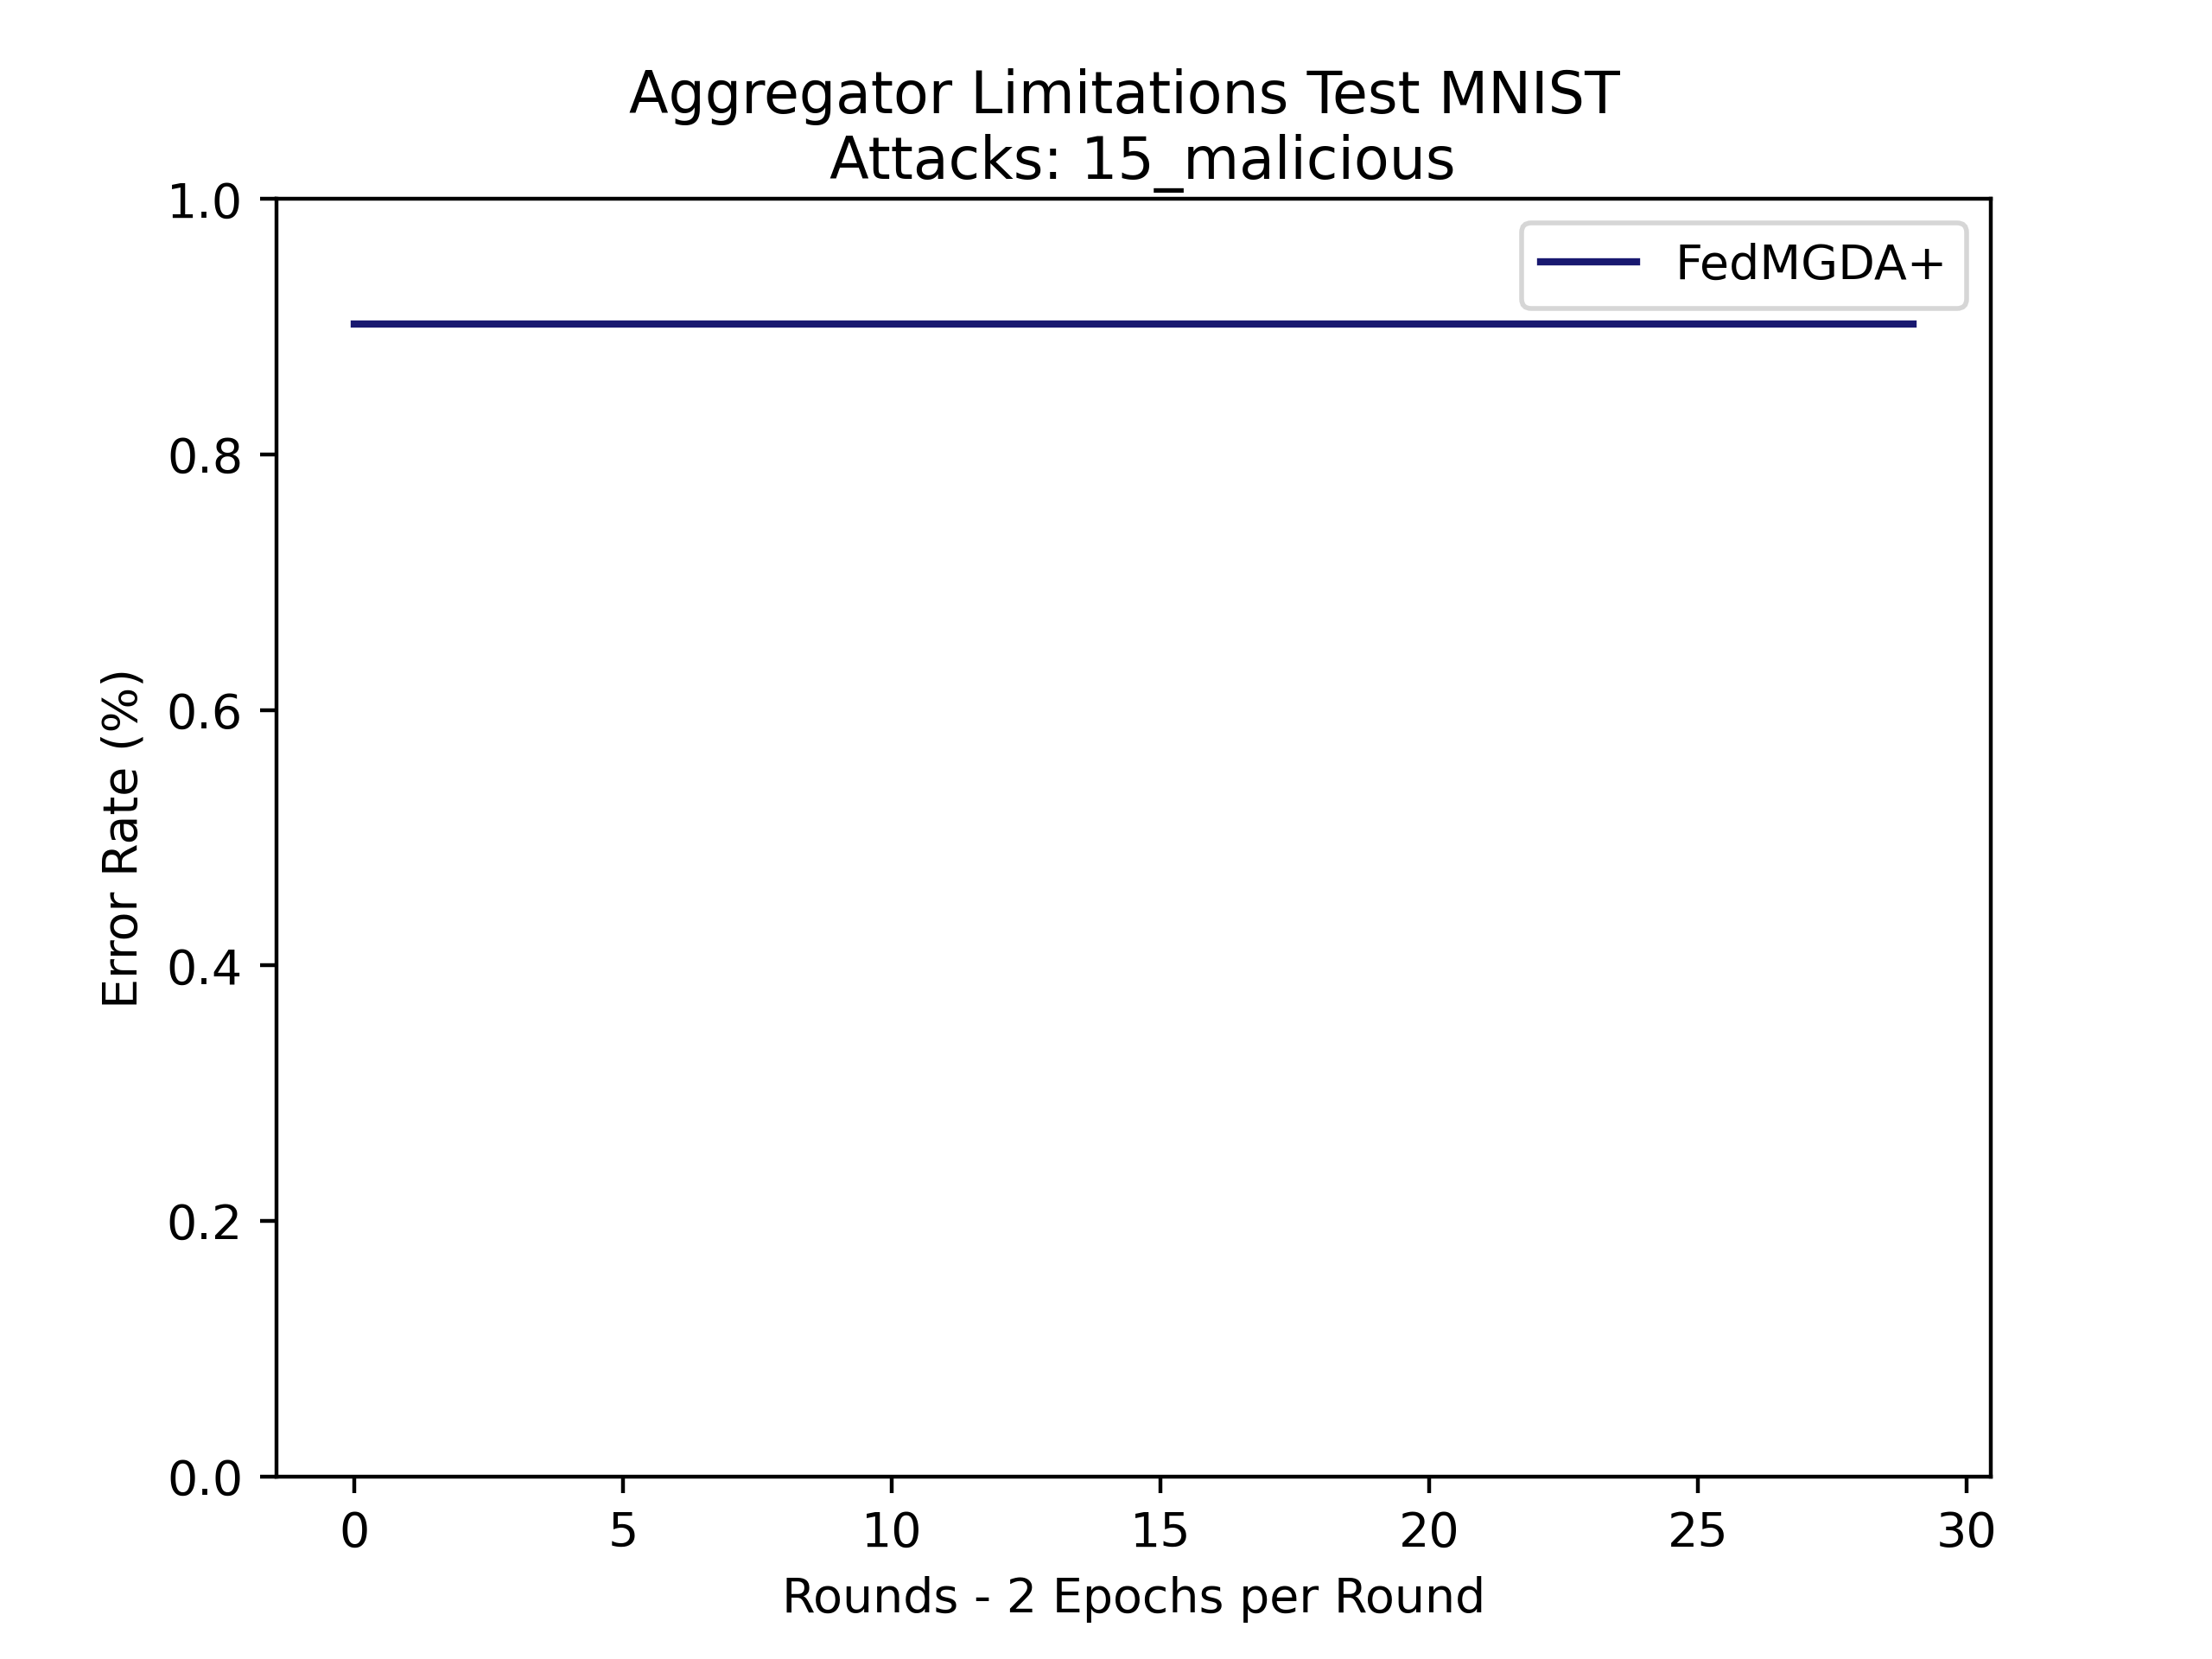 Aggregator Limitations Test MNIST
Attacks: 15_malicious
1.0
FedMGDA+
0.8
0.6
0.4
0.2
0.0
Error Rate (%)
0 5 10 15 20 25 30
Rounds - 2 Epochs per Round